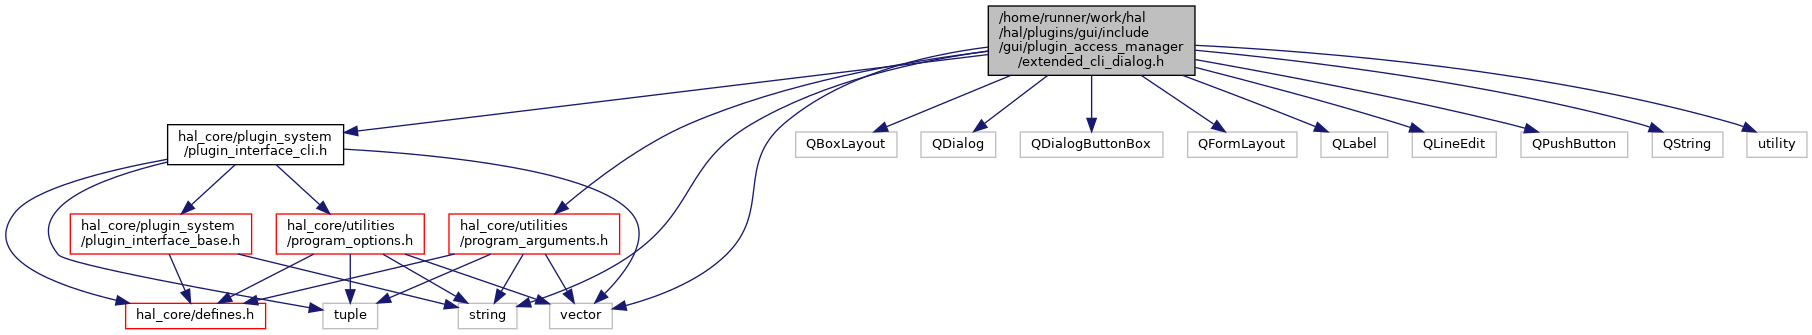 /home/runner/work/hal
/hal/plugins/gui/include
/gui/plugin_access_manager
/extended_cli_dialog.h
hal_core/plugin_system
/plugin_interface_cli.h
QBoxLayout
QDialog
QDialogButtonBox
QFormLayout
QLabel
QLineEdit
QPushButton
QString
utility
hal_core/plugin_system
/plugin_interface_base.h
hal_core/utilities
/program_options.h
hal_core/utilities
/program_arguments.h
hal_core/defines.h
tuple
string
vector